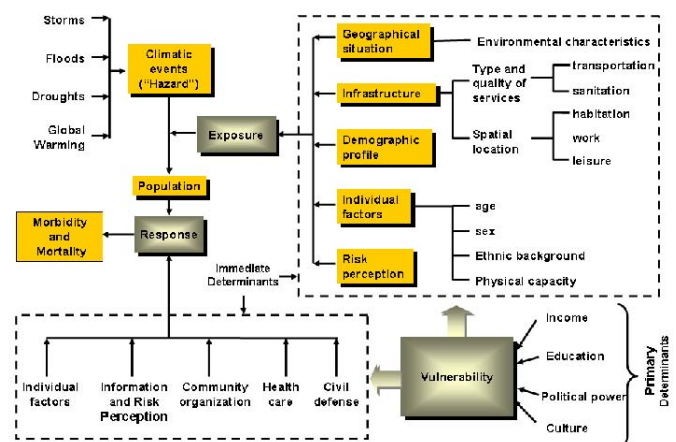 Storms
Floods
Droughts
Global
Warming
Climatic
events
("Hazard")
Exposure
Population
Response
Morbidity
and
Mortality
Geographical
situation
Environmental characteristics
Infrastructure
Type and
quality of
services
transportation
sanitation
Spatial
location
habitation
work
leisure
Demographic
profile
Individual
factors
age
sex
Ethnic background
Physical capacity
Risk
perception
Immediate
Determinants
Individual
factors
Information
and Risk
Perception
Community
organization
Health
care
Civil
defense
Vulnerability
Income
Education
Political power
Culture
Primary
Determinants